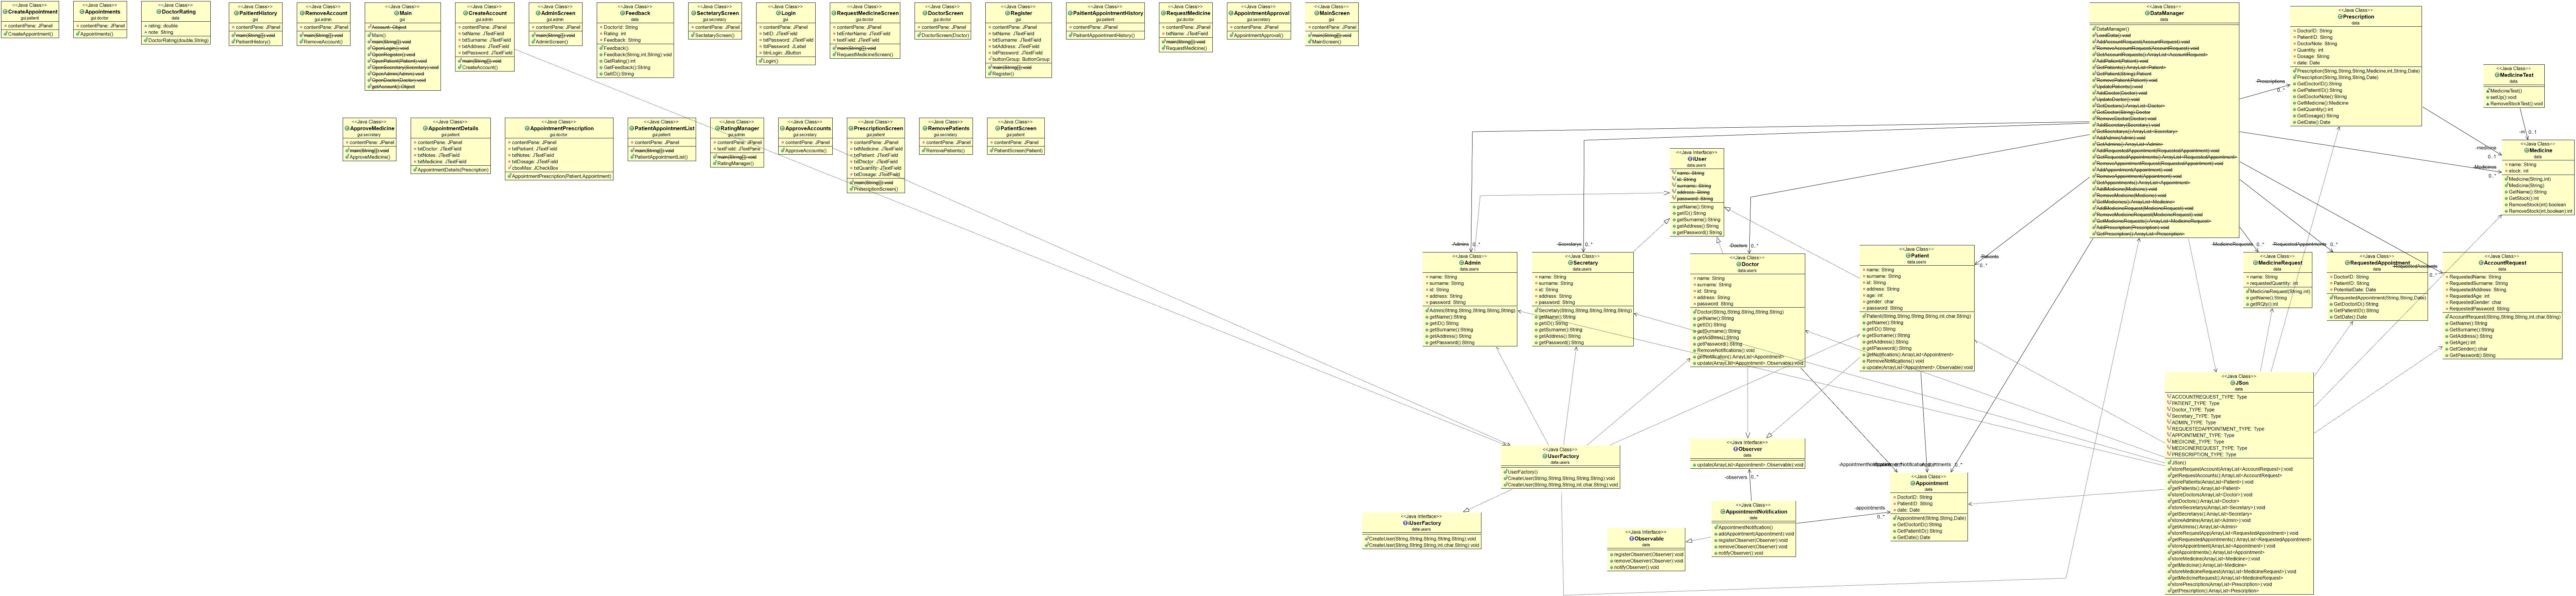 <<Java Class>>
CreateAppointment
gui.patient
contentPane: JPanel
CreateAppointment()
<<Java Class>>
Appointments
gui.doctor
contentPane: JPanel
Appointments()
<<Java Class>>
DoctorRating
data
rating: double
note: String
DoctorRating(double,String)
<<Java Class>>
PaitientHistory
gui
contentPane: JPanel
main(String[]):void
PaitientHistory()
<<Java Class>>
RemoveAccount
gui.admin
contentPane: JPanel
main(String[]):void
RemoveAccount()
<<Java Class>>
Main
gui
Account: Object
Main()
main(String[]):void
OpenLogin():void
OpenRegister():void
OpenPatient(Patient):void
OpenSecretary(Secretary):void
OpenAdmin(Admin):void
OpenDoctor(Doctor):void
getAccount():Object
<<Java Class>>
CreateAccount
gui.admin
contentPane: JPanel
txtName: JTextField
txtSurname: JTextField
txtAddress: JTextField
txtPassword: JTextField
main(String[]):void
CreateAccount()
<<Java Class>>
AdminScreen
gui.admin
contentPane: JPanel
main(String[]):void
AdminScreen()
<<Java Class>>
Feedback
data
DoctorId: String
Rating: int
Feedback: String
Feedback()
Feedback(String,int,String):void
GetRating():int
GetFeedback():String
GetID():String
<<Java Class>>
SectetaryScreen
gui.secretary
contentPane: JPanel
SectetaryScreen()
<<Java Class>>
Login
gui
contentPane: JPanel
txtID: JTextField
txtPassword: JTextField
lblPassword: JLabel
btnLogin: JButton
Login()
<<Java Class>>
RequestMedicineScreen
gui.doctor
contentPane: JPanel
txtEnterName: JTextField
textField: JTextField
main(String[]):void
RequestMedicineScreen()
<<Java Class>>
DoctorScreen
gui.doctor
contentPane: JPanel
DoctorScreen(Doctor)
<<Java Class>>
Register
gui
contentPane: JPanel
txtName: JTextField
txtSurname: JTextField
txtAddress: JTextField
txtPassword: JTextField
buttonGroup: ButtonGroup
main(String[]):void
Register()
<<Java Class>>
PaitientAppointmentHistory
gui.patient
contentPane: JPanel
PaitientAppointmentHistory()
<<Java Class>>
RequestMedicine
gui.doctor
contentPane: JPanel
txtName: JTextField
main(String[]):void
RequestMedicine()
<<Java Class>>
AppointmentApproval
gui.secretary
contentPane: JPanel
AppointmentApproval()
<<Java Class>>
MainScreen
gui
contentPane: JPanel
main(String[]):void
MainScreen()
<<Java Class>>
ApproveMedicine
gui.secretary
contentPane: JPanel
main(String[]):void
ApproveMedicine()
<<Java Class>>
AppointmentDetails
gui.patient
contentPane: JPanel
txtDoctor: JTextField
txtNotes: JTextField
txtMedicine: JTextField
AppointmentDetails(Prescription)
<<Java Class>>
AppointmentPrescription
gui.doctor
contentPane: JPanel
txtPatient: JTextField
txtNotes: JTextField
txtDosage: JTextField
cboxMax: JCheckBox
AppointmentPrescription(Patient,Appointment)
<<Java Class>>
PatientAppointmentList
gui.patient
contentPane: JPanel
main(String[]):void
PatientAppointmentList()
<<Java Class>>
RatingManager
gui.admin
contentPane: JPanel
textField: JTextPane
main(String[]):void
RatingManager()
<<Java Class>>
ApproveAccounts
gui.secretary
contentPane: JPanel
ApproveAccounts()
<<Java Class>>
PrescriptionScreen
gui.patient
contentPane: JPanel
txtMedicine: JTextField
txtPatient: JTextField
txtDoctor: JTextField
txtQuantity: JTextField
txtDosage: JTextField
main(String[]):void
PrescriptionScreen()
<<Java Class>>
RemovePatients
gui.secretary
contentPane: JPanel
RemovePatients()
<<Java Class>>
PatientScreen
gui.patient
contentPane: JPanel
PatientScreen(Patient)
<<Java Class>>
DataManager
data
DataManager()
LoadData():void
AddAccountRequest(AccountRequest):void
RemoveAccountRequest(AccountRequest):void
GetAccountRequest():ArrayList<AccountRequest>
AddPatient(Patient):void
GetPatients():ArrayList<Patient>
GetPatient(String):Patient
RemovePatient(Patient):void
UpdatePatients():void
AddDoctor(Doctor):void
UpdateDoctor():void
GetDoctors():ArrayList<Doctor>
GetDoctor(String):Doctor
RemoveDoctor(Doctor):void
AddSecretary(Secretary):void
GetSecretarys():ArrayList<Secretary>
AddAdmin(Admin):void
GetAdmins():ArrayList<Admin>
AddRequestedAppointment(RequestedAppointment):void
GetRequestedAppointments():ArrayList<RequestedAppointment>
RemoveAppointmentRequest(RequestedAppointment):void
AddAppointment(Appointment):void
RemoveAppointment(Appointment):void
GetAppointments():ArrayList<Appointment>
AddMedicine(Medicine):void
RemoveMedicine(Medicine):void
GetMedicines():ArrayList<Medicine>
AddMedicineRequest(MedicineRequest):void
RemoveMedicineRequest(MedicineRequest):void
GetMedicineRequests():ArrayList<MedicineRequest>
AddPrescription(Prescription):void
GetPrescription():ArrayList<Prescription>
-Prescriptions
0..*
<<Java Class>>
Prescription
data
DoctorID: String
PatientID: String
DoctorNote: String
Quantity: int
Dosage: String
date: Date
Prescription(String,String,String,Medicine,int,String,Date)
Prescription(String,String,String,Date)
GetDoctorID():String
GetPatientID():String
GetDoctorNote():String
GetMedicine():Medicine
GetQuantity():int
GetDosage():String
GetDate():Date
<<Java Class>>
MedicineTest
data
MedicineTest()
setUp():void
RemoveStockTest():void
-m
0..1
-medicine
0..1
-Medicines
0..*
<<Java Class>>
Medicine
data
name: String
stock: int
Medicine(String,int)
Medicine(String)
GetName():String
GetStock():int
RemoveStock(int):boolean
RemoveStock(int,boolean):int
<<Java Interface>>
IUser
data.users
name: String
id: String
surname: String
address: String
password: String
getName():String
getID():String
getSurname():String
getAddress():String
getPassword():String
-Admins
0..*
-Secretarys
0..*
-Doctors
0..*
-Patients
0..*
-MedicineRequests
0..*
-RequestedAppointments
0..*
-RequestedAccounts
0..*
<<Java Class>>
Admin
data.users
name: String
surname: String
id: String
address: String
password: String
Admin(String,String,String,String,String)
getName():String
getID():String
getSurname():String
getAddress():String
getPassword():String
<<Java Class>>
Secretary
data.users
name: String
surname: String
id: String
address: String
password: String
Secretary(String,String,String,String,String)
getName():String
getID():String
getSurname():String
getAddress():String
getPassword():String
<<Java Class>>
Doctor
data.users
name: String
surname: String
id: String
address: String
password: String
Doctor(String,String,String,String,String)
getName():String
getID():String
getSurname():String
getAddress():String
getPassword():String
RemoveNotifications():void
getNotification():ArrayList<Appointment>
update(ArrayList<Appointment>,Observable):void
<<Java Class>>
Patient
data.users
name: String
surname: String
id: String
address: String
age: int
gender: char
password: String
Patient(String,String,String,String,int,char,String)
getName():String
getID():String
getSurname():String
getAddress():String
getPassword():String
getNotification():ArrayList<Appointment>
RemoveNotifications():void
update(ArrayList<Appointment>,Observable):void
<<Java Class>>
MedicineRequest
data
name: String
requestedQuantity: int
MedicineRequest(String,int)
getName():String
getRQty():int
<<Java Class>>
RequestedAppointment
data
DoctorID: String
PatientID: String
PotentialDate: Date
RequestedAppointment(String,String,Date)
GetDoctorID():String
GetPatientID():String
GetDate():Date
<<Java Class>>
AccountRequest
data
RequestedName: String
RequestedSurname: String
RequestedAddress: String
RequestedAge: int
RequestedGender: char
RequestedPassword: String
AccountRequest(String,String,String,int,char,String)
GetName():String
GetSurname():String
GetAddress():String
GetAge():int
GetGender():char
GetPassword():String
<<Java Class>>
JSon
data
ACCOUNTREQUEST_TYPE: Type
PATIENT_TYPE: Type
Doctor_TYPE: Type
Secretary_TYPE: Type
ADMIN_TYPE: Type
REQUESTEDAPPOINTMENT_TYPE: Type
APPOINTMENT_TYPE: Type
MEDICINE_TYPE: Type
MEDICINEREQUEST_TYPE: Type
PRESCRIPTION_TYPE: Type
JSon()
storeRequestAccount(ArrayList<AccountRequest>):void
getRequestAccounts():ArrayList<AccountRequest>
storePatients(ArrayList<Patient>):void
getPatients():ArrayList<Patient>
storeDoctors(ArrayList<Doctor>):void
getDoctors():ArrayList<Doctor>
storeSecretarys(ArrayList<Secretary>):void
getSecretarys():ArrayList<Secretary>
storeAdmins(ArrayList<Admin>):void
getAdmins():ArrayList<Admin>
storeRequestApp(ArrayList<RequestedAppointment>):void
getRequestedAppointments():ArrayList<RequestedAppointment>
storeAppointment(ArrayList<Appointment>):void
getAppointments():ArrayList<Appointment>
storeMedicine(ArrayList<Medicine>):void
getMedicine():ArrayList<Medicine>
storeMedicineRequest(ArrayList<MedicineRequest>):void
getMedicineRequest():ArrayList<MedicineRequest>
storePrescription(ArrayList<Prescription>):void
getPrescription():ArrayList<Prescription>
<<Java Class>>
UserFactory
data.users
UserFactory()
CreateUser(String,String,String,String,String):void
CreateUser(String,String,String,int,char,String):void
<<Java Interface>>
IUserFactory
data.users
CreateUser(String,String,String,String,String):void
CreateUser(String,String,String,int,char,String):void
<<Java Interface>>
Observer
data
update(ArrayList<Appointment>,Observable):void
-observers
0..*
<<Java Class>>
AppointmentNotification
data
AppointmentNotification()
addAppointment(Appointment):void
registerObserver(Observer):void
removeObserver(Observer):void
notifyObserver():void
<<Java Interface>>
Observable
data
registerObserver(Observer):void
removeObserver(Observer):void
notifyObserver():void
-appointments
0..*
0..*
<<Java Class>>
Appointment
data
DoctorID: String
PatientID: String
date: Date
Appointment(String,String,Date)
GetDoctorID():String
GetPatientID():String
GetDate():Date